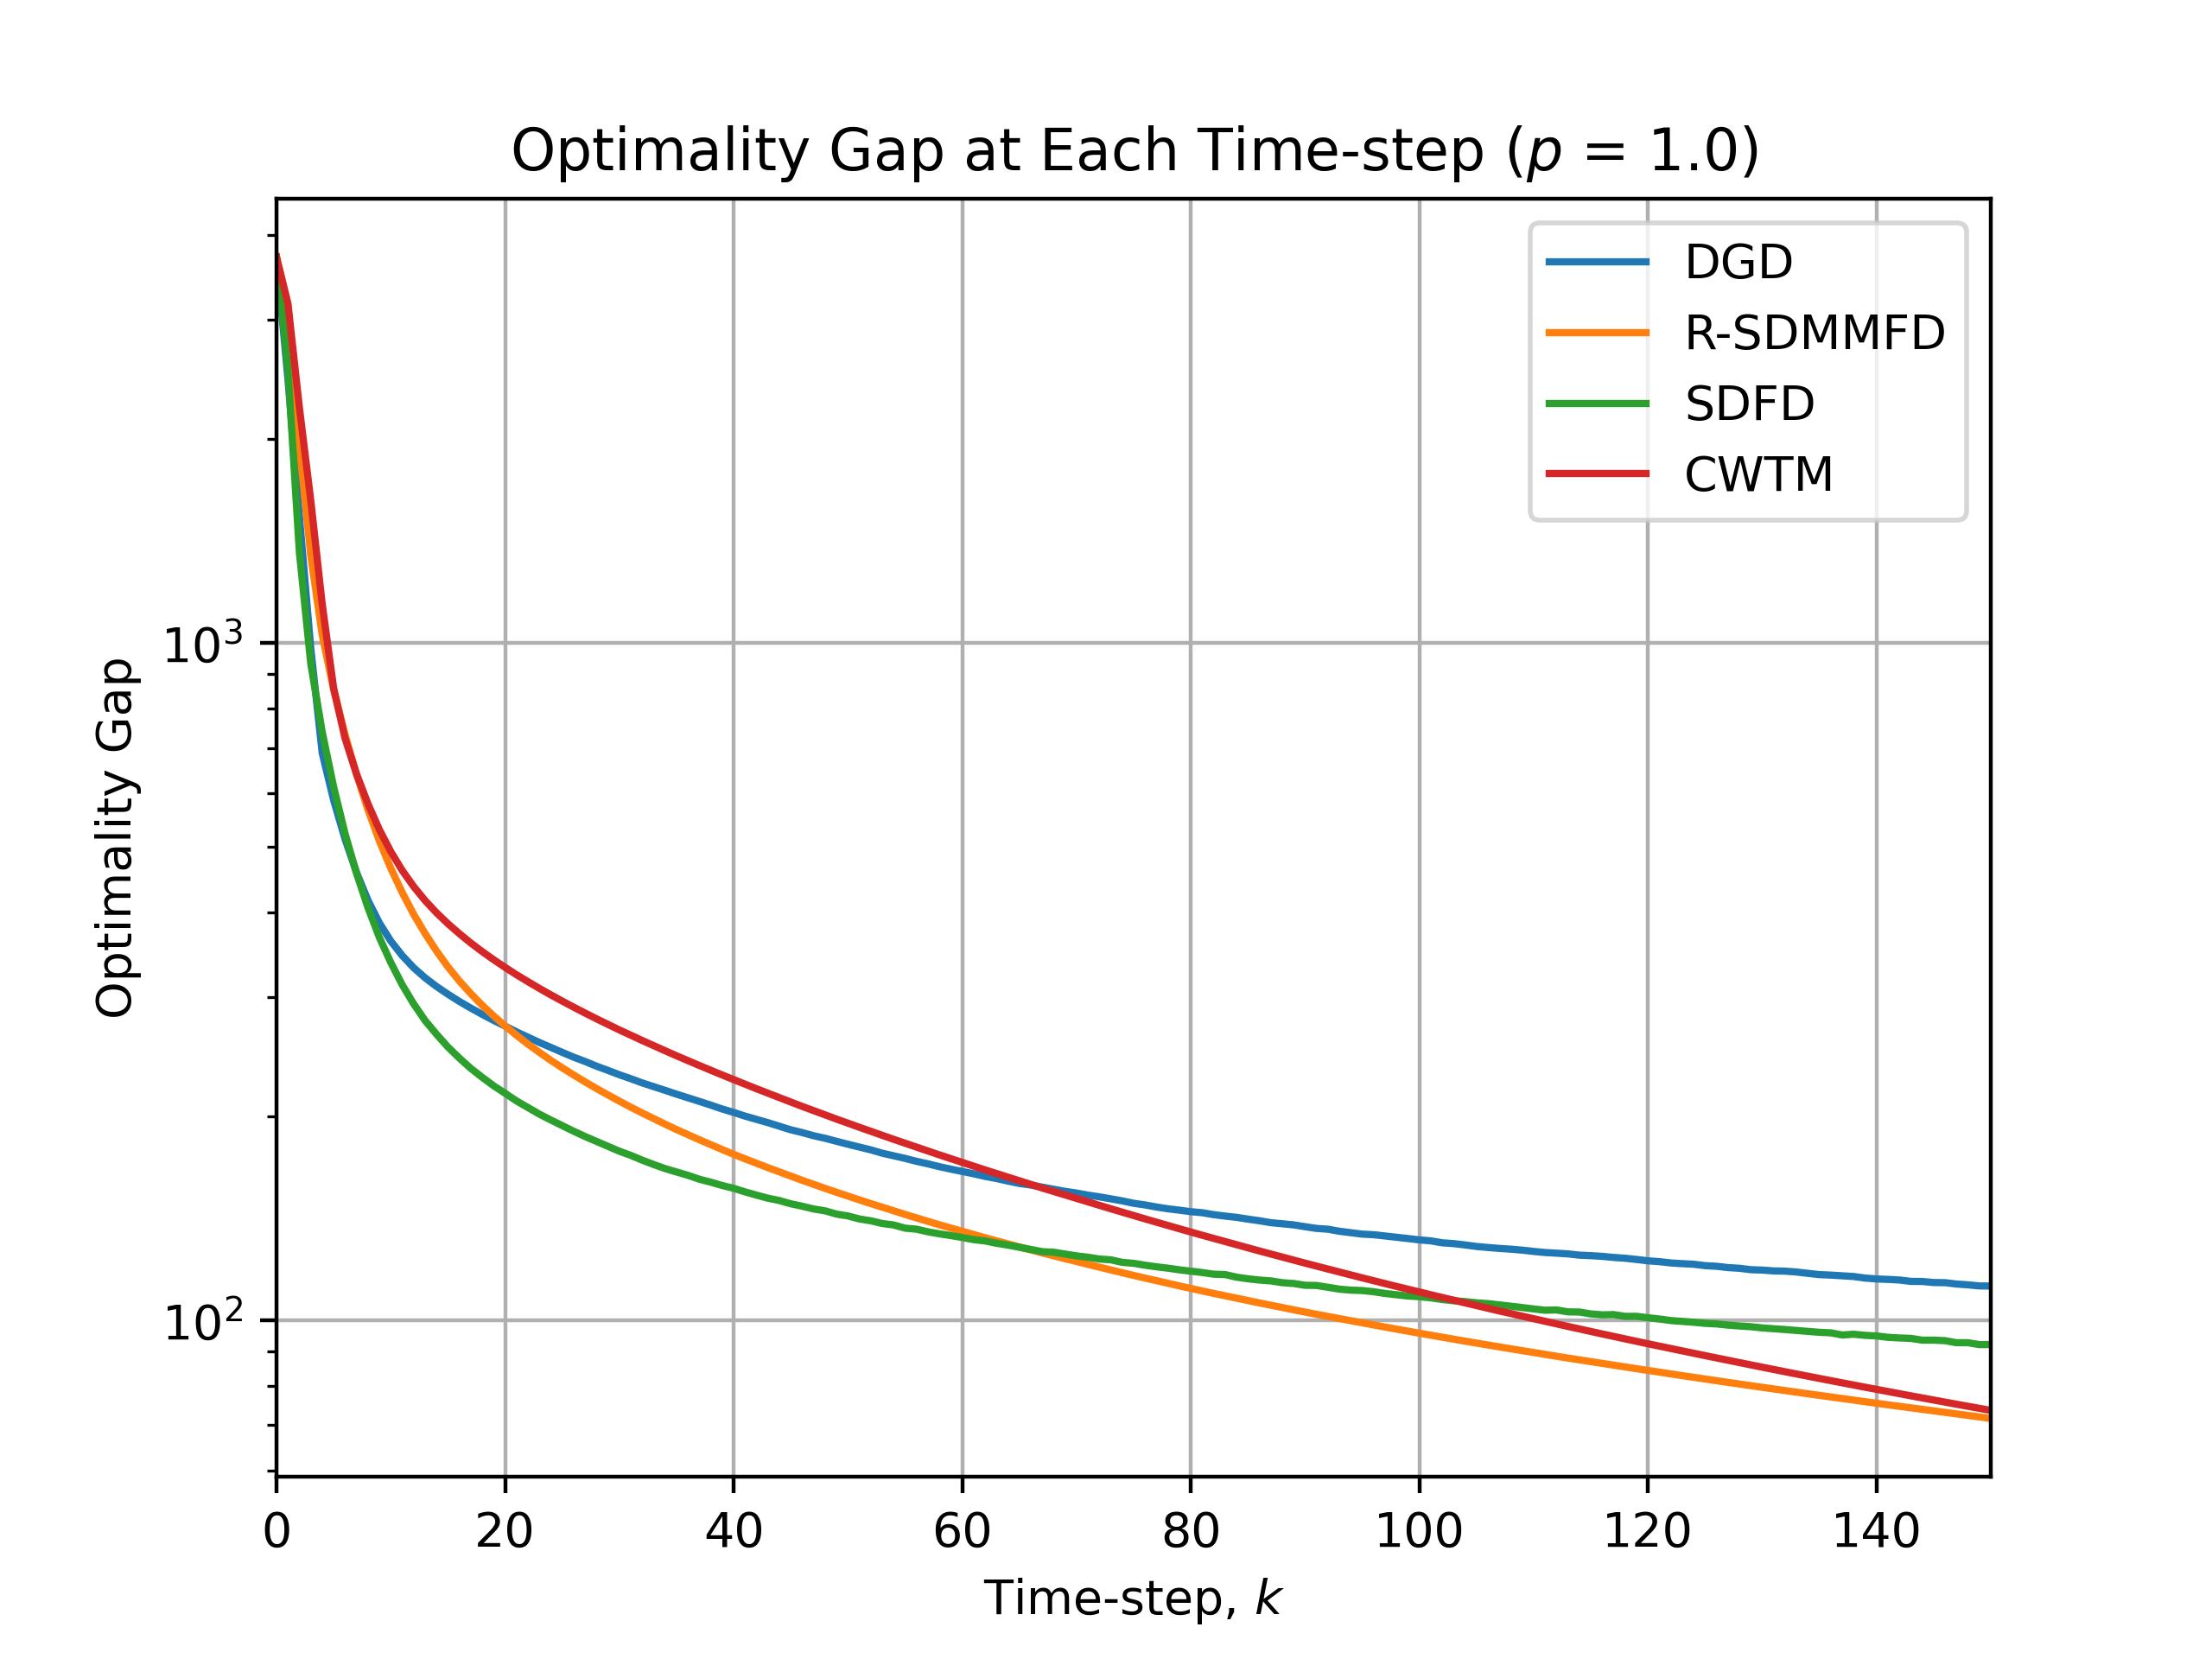 Optimality Gap at Each Time-step (p = 1.0)
DGD
R-SDMMFD
SDFD
CWTM
Optimality Gap
10³
10²
0 20 40 60 80 100 120 140
Time-step, k